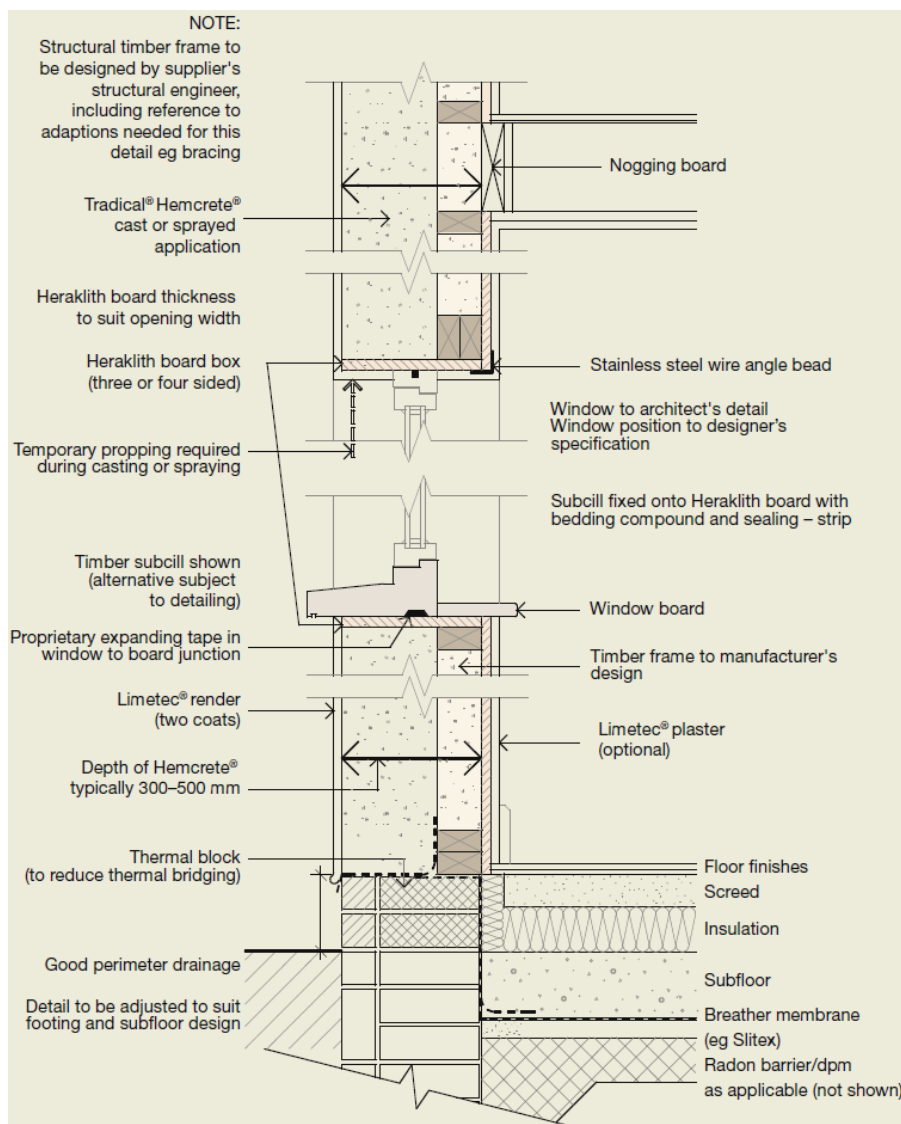 NOTE:
Structural timber frame to
be designed by supplier's
structural engineer,
including reference to
adaptions needed for this
detail eg bracing
Tradical® Hemcrete®
cast or sprayed
application
Heraklith board thickness
to suit opening width
Heraklith board box
(three or four sided)
Temporary propping required
during casting or spraying
Timber subcill shown
(alternative subject
to detailing)
Proprietary expanding tape in
window to board junction
Limetec® render
(two coats)
Depth of Hemcrete®
typically 300–500 mm
Thermal block
(to reduce thermal bridging)
Good perimeter drainage
Detail to be adjusted to suit
footing and subfloor design
Nogging board
Stainless steel wire angle bead
Window to architect's detail
Window position to designer's
specification
Subcill fixed onto Heraklith board with
bedding compound and sealing – strip
Window board
Timber frame to manufacturer's
design
Limetec® plaster
(optional)
Floor finishes
Screed
Insulation
Subfloor
Breather membrane
(eg Slitex)
Radon barrier/dpm
as applicable (not shown)